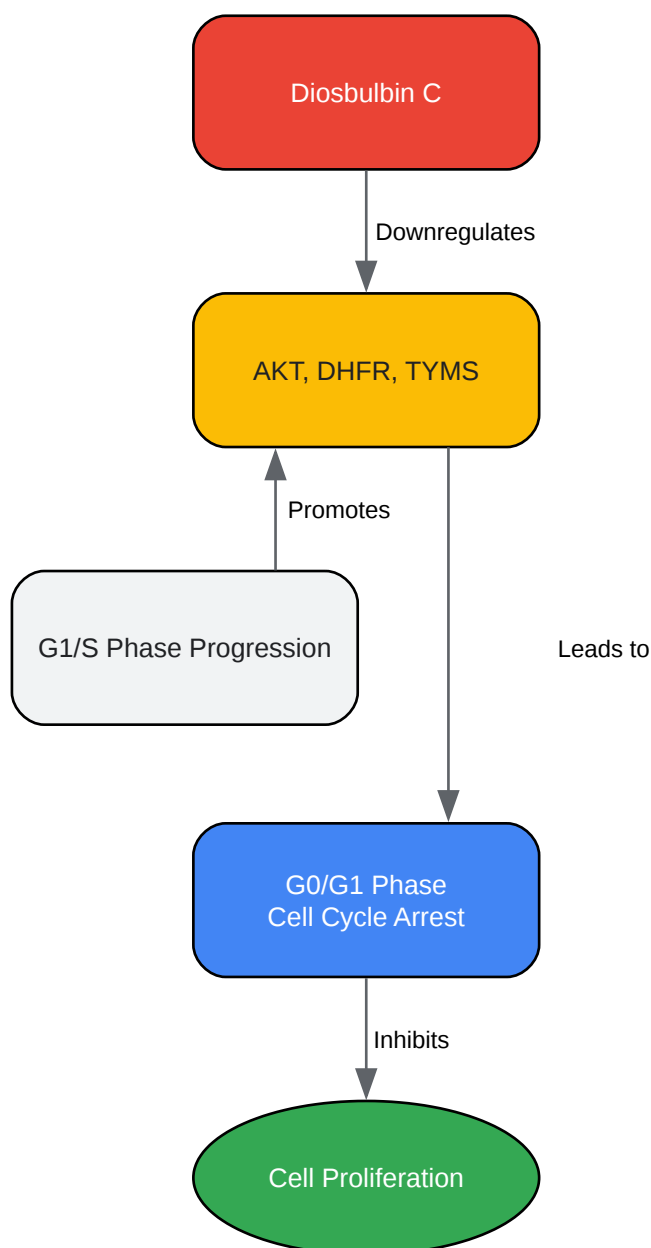 Diosbulbin C
Downregulates
AKT, DHFR, TYMS
Promotes
G1/S Phase Progression
Leads to
G0/G1 Phase
Cell Cycle Arrest
Inhibits
Cell Proliferation